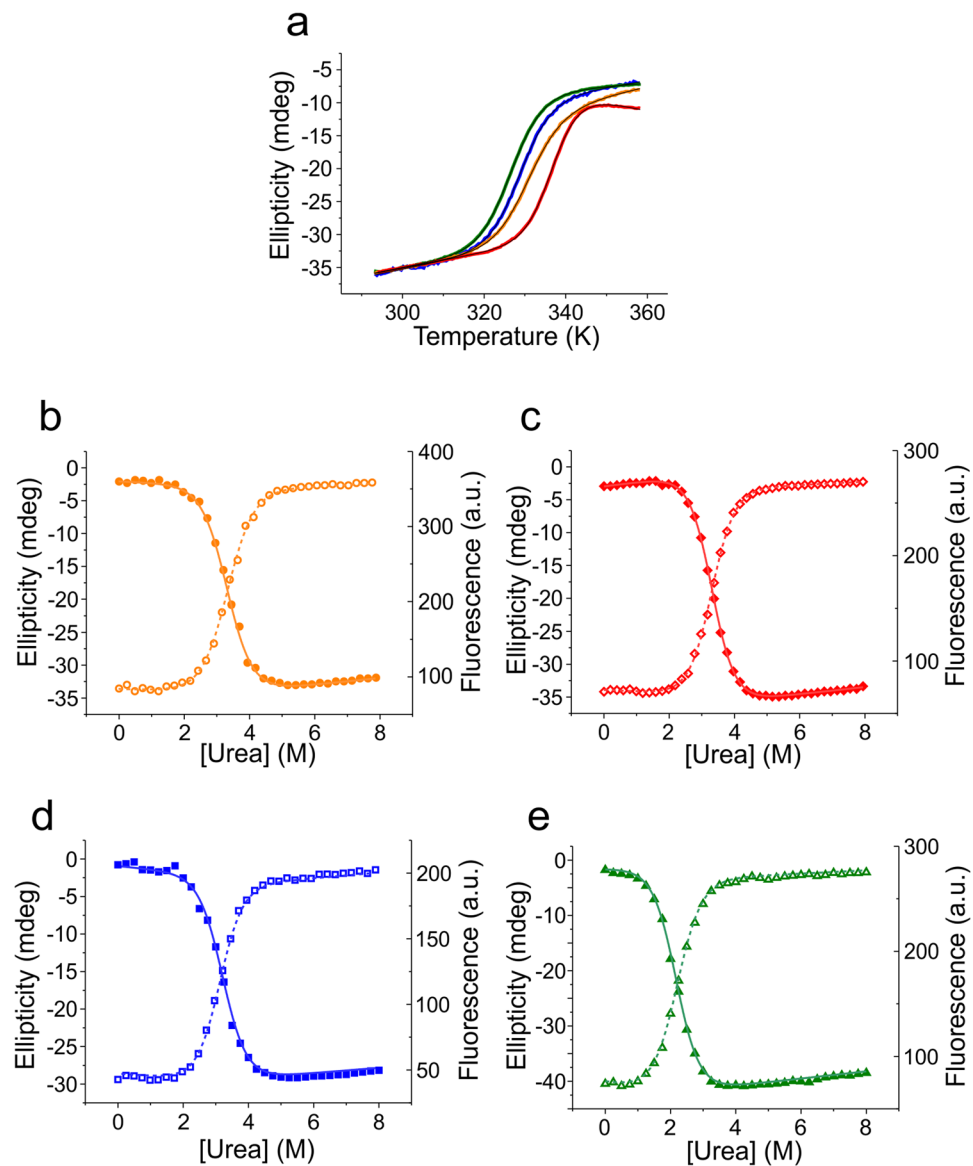 a
-5
-10
-15
-20
-25
-30
-35
Ellipticity (mdeg)
300 320 340 360
Temperature (K)
b
0
-5
-10
-15
-20
-25
-30
-35
Ellipticity (mdeg)
400
300
200
100
Fluorescence (a.u.)
0 2 4 6 8
[Urea] (M)
c
0
-5
-10
-15
-20
-25
-30
-35
Ellipticity (mdeg)
300
200
100
Fluorescence (a.u.)
0 2 4 6 8
[Urea] (M)
d
0
-5
-10
-15
-20
-25
-30
Ellipticity (mdeg)
200
150
100
50
Fluorescence (a.u.)
0 2 4 6 8
[Urea] (M)
e
0
-10
-20
-30
-40
Ellipticity (mdeg)
300
200
100
Fluorescence (a.u.)
0 2 4 6 8
[Urea] (M)